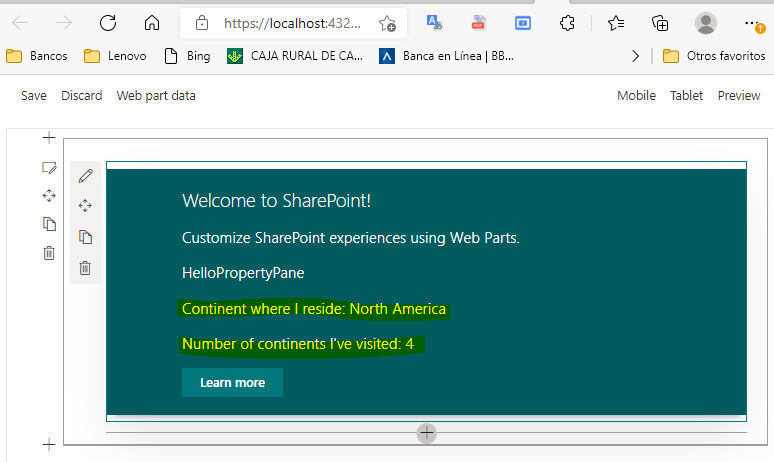 https://localhost:432...
Bancos Lenovo Bing CAJA RURAL DE CA... Banca en Línea | BB... Otros favoritos
Save Discard Web part data Mobile Tablet Preview
Welcome to SharePoint!
Customize SharePoint experiences using Web Parts.
HelloPropertyPane
Continent where I reside: North America
Number of continents I've visited: 4
Learn more